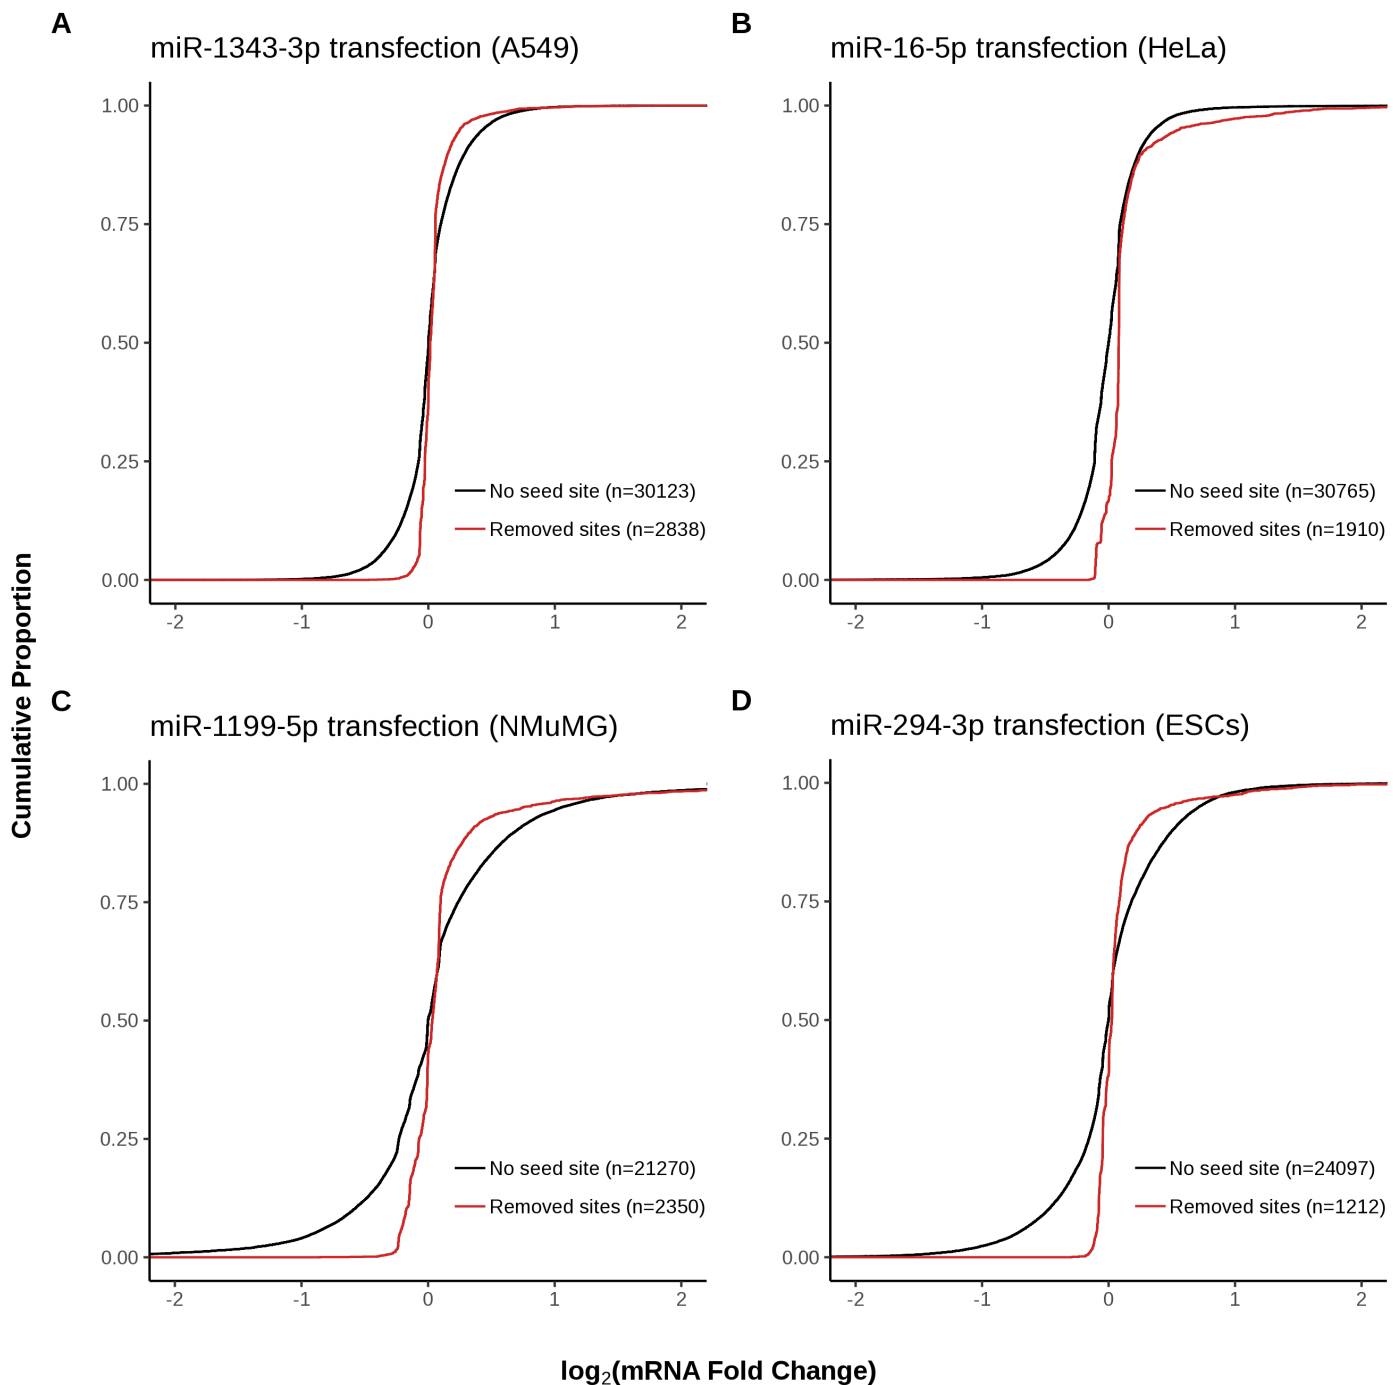 A
miR-1343-3p transfection (A549)
1.00
0.75
0.50
0.25
0.00
No seed site (n=30123)
Removed sites (n=2838)
-2 -1 0 1 2
B
miR-16-5p transfection (HeLa)
1.00
0.75
0.50
0.25
0.00
No seed site (n=30765)
Removed sites (n=1910)
-2 -1 0 1 2
Cumulative Proportion
C
miR-1199-5p transfection (NMuMG)
1.00
0.75
0.50
0.25
0.00
No seed site (n=21270)
Removed sites (n=2350)
-2 -1 0 1 2
D
miR-294-3p transfection (ESCs)
1.00
0.75
0.50
0.25
0.00
No seed site (n=24097)
Removed sites (n=1212)
-2 -1 0 1 2
log₂(mRNA Fold Change)